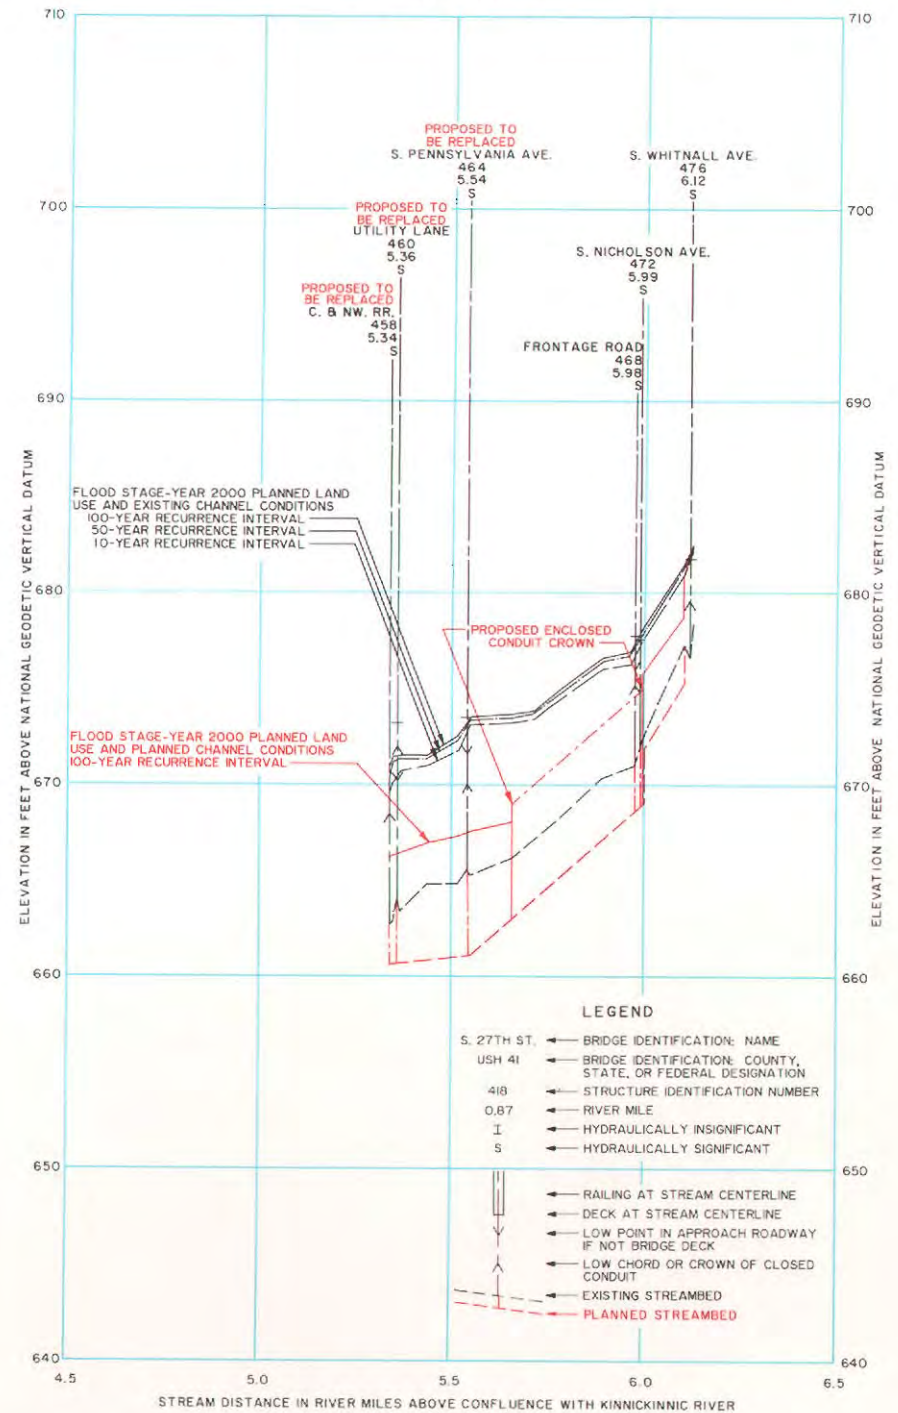 710
710
PROPOSED TO
BE REPLACED
S. PENNSYLVANIA AVE.
464
5.54
S
S. WHITNALL AVE.
476
6.12
S
700
700
PROPOSED TO
BE REPLACED
UTILITY LANE
460
5.36
S
S. NICHOLSON AVE.
472
5.99
S
PROPOSED TO
BE REPLACED
C. & NW. RR.
458
5.34
S
FRONTAGE ROAD
468
5.98
S
690
690
ELEVATION IN FEET ABOVE NATIONAL GEODETIC VERTICAL DATUM
ELEVATION IN FEET ABOVE NATIONAL GEODETIC VERTICAL DATUM
FLOOD STAGE-YEAR 2000 PLANNED LAND
USE AND EXISTING CHANNEL CONDITIONS
100-YEAR RECURRENCE INTERVAL
50-YEAR RECURRENCE INTERVAL
10-YEAR RECURRENCE INTERVAL
680
680
PROPOSED ENCLOSED
CONDUIT CROWN
FLOOD STAGE-YEAR 2000 PLANNED LAND
USE AND PLANNED CHANNEL CONDITIONS
100-YEAR RECURRENCE INTERVAL
670
670
660
660
LEGEND
S. 27TH ST. BRIDGE IDENTIFICATION: NAME
USH 41 BRIDGE IDENTIFICATION: COUNTY,
STATE, OR FEDERAL DESIGNATION
418 STRUCTURE IDENTIFICATION NUMBER
0.87 RIVER MILE
I HYDRAULICALLY INSIGNIFICANT
S HYDRAULICALLY SIGNIFICANT
650
650
RAILING AT STREAM CENTERLINE
DECK AT STREAM CENTERLINE
LOW POINT IN APPROACH ROADWAY
IF NOT BRIDGE DECK
LOW CHORD OR CROWN OF CLOSED
CONDUIT
EXISTING STREAMBED
PLANNED STREAMBED
640
640
4.5
5.0
5.5
6.0
6.5
STREAM DISTANCE IN RIVER MILES ABOVE CONFLUENCE WITH KINNICKINNIC RIVER